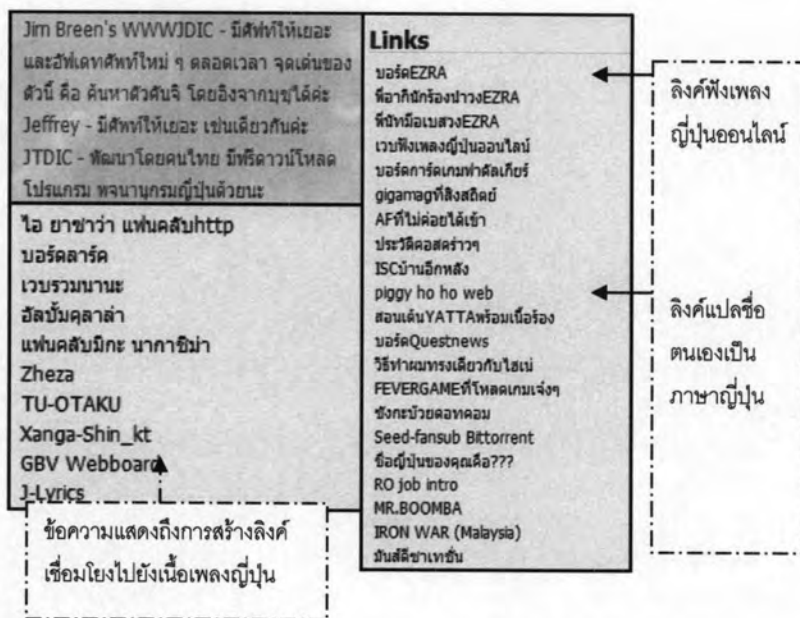 Jim Breen's WWWJDIC - มีศัพท์ให้เยอะ
และอัพเดทศัพท์ใหม่ ๆ ตลอดเวลา จุดเด่นของ
ตัวนี้ คือ ค้นหาตัวคันจิ โดยอิงจากบุชุได้ค่ะ
Jeffrey - มีศัพท์ให้เยอะ เช่นเดียวกันค่ะ
JTDIC - พัฒนาโดยคนไทย มีฟรีดาวน์โหลด
โปรแกรม พจนานุกรมญี่ปุ่นด้วยนะ
ไอ ยาซาว่า แฟนคลับhttp
บอร์ดลาร์ค
เวบรวมนานะ
อัลบั้มคุลาล่า
แฟนคลับมิกะ นากาชิม่า
Zheza
TU-OTAKU
Xanga-Shin_kt
GBV Webboard
J-Lyrics
ข้อความแสดงถึงการสร้างลิงค์
เชื่อมโยงไปยังเนื้อเพลงญี่ปุ่น
Links
บอร์ดEZRA
พี่อากินักร้องนำวงEZRA
พี่นัทมือเบสวงEZRA
เวบฟังเพลงญี่ปุ่นออนไลน์
บอร์ดการ์ดเกมฟาดัลเกียร์
gigamagที่สิงสถิตย์
AFที่ไม่ค่อยได้เข้า
ประวัติคอสคร่าวๆ
ISCบ้านอีกหลัง
piggy ho ho web
สอนเต้นYATTAพร้อมเนื้อร้อง
บอร์ดQuestnews
วิธีทำผมทรงเดียวกับไฮเน่
FEVERGAMEที่โหลดเกมเจ๋งๆ
ขังกะบ๊วยดอทคอม
Seed-fansub Bittorrent
ชื่อญี่ปุ่นของคุณคือ???
RO job intro
MR.BOOMBA
IRON WAR (Malaysia)
มันส์ดีชาเทชั่น
ลิงค์ฟังเพลง
ญี่ปุ่นออนไลน์
ลิงค์แปลชื่อ
ตนเองเป็น
ภาษาญี่ปุ่น